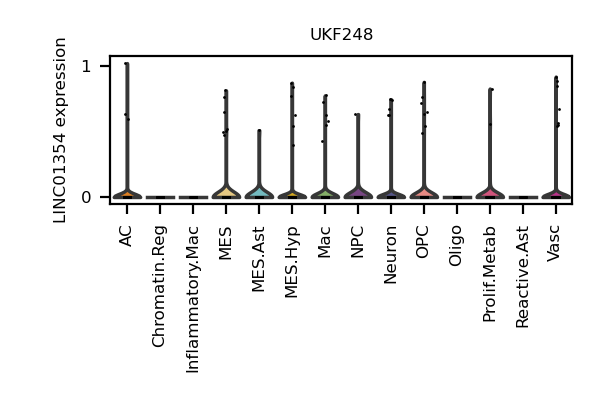 UKF248
LINC01354 expression
1
0
AC
Chromatin.Reg
Inflammatory.Mac
MES
MES.Ast
MES.Hyp
Mac
NPC
Neuron
OPC
Oligo
Prolif.Metab
Reactive.Ast
Vasc